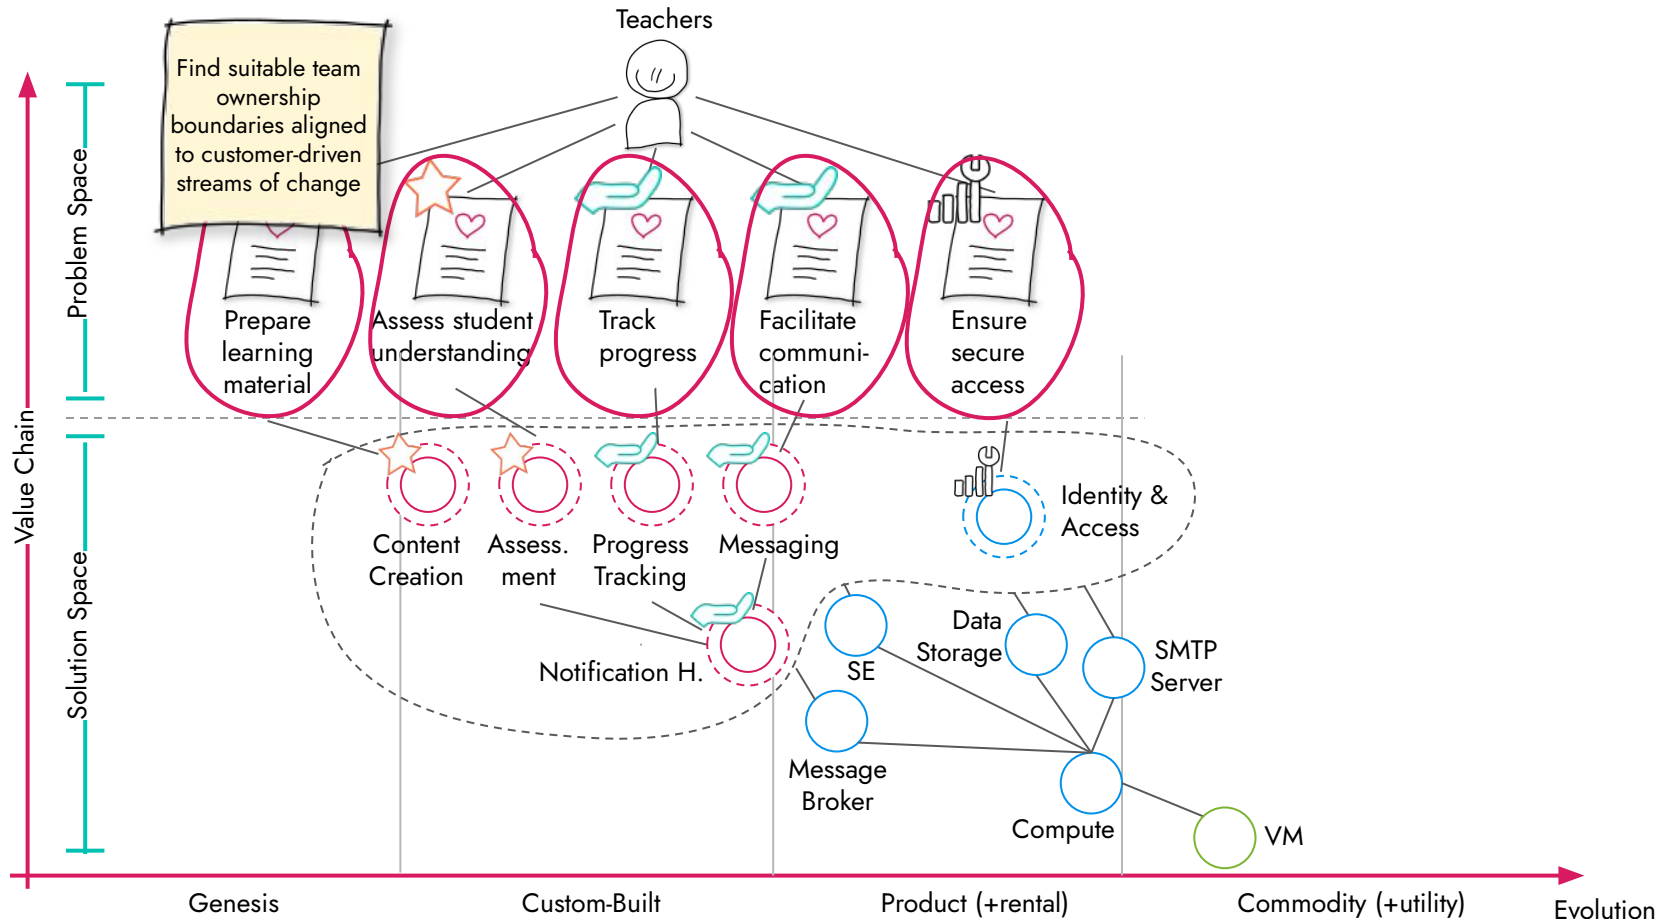 Teachers
Find suitable team
ownership
boundaries aligned
to customer-driven
streams of change
Problem Space
Prepare
learning
material
Assess student
understanding
Track
progress
Facilitate
communi-
cation
Ensure
secure
access
Value Chain
Solution Space
Content
Creation
Assess.
ment
Progress
Tracking
Messaging
Identity &
Access
Notification H.
SE
Data
Storage
SMTP
Server
Message
Broker
Compute
VM
Genesis
Custom-Built
Product (+rental)
Commodity (+utility)
Evolution